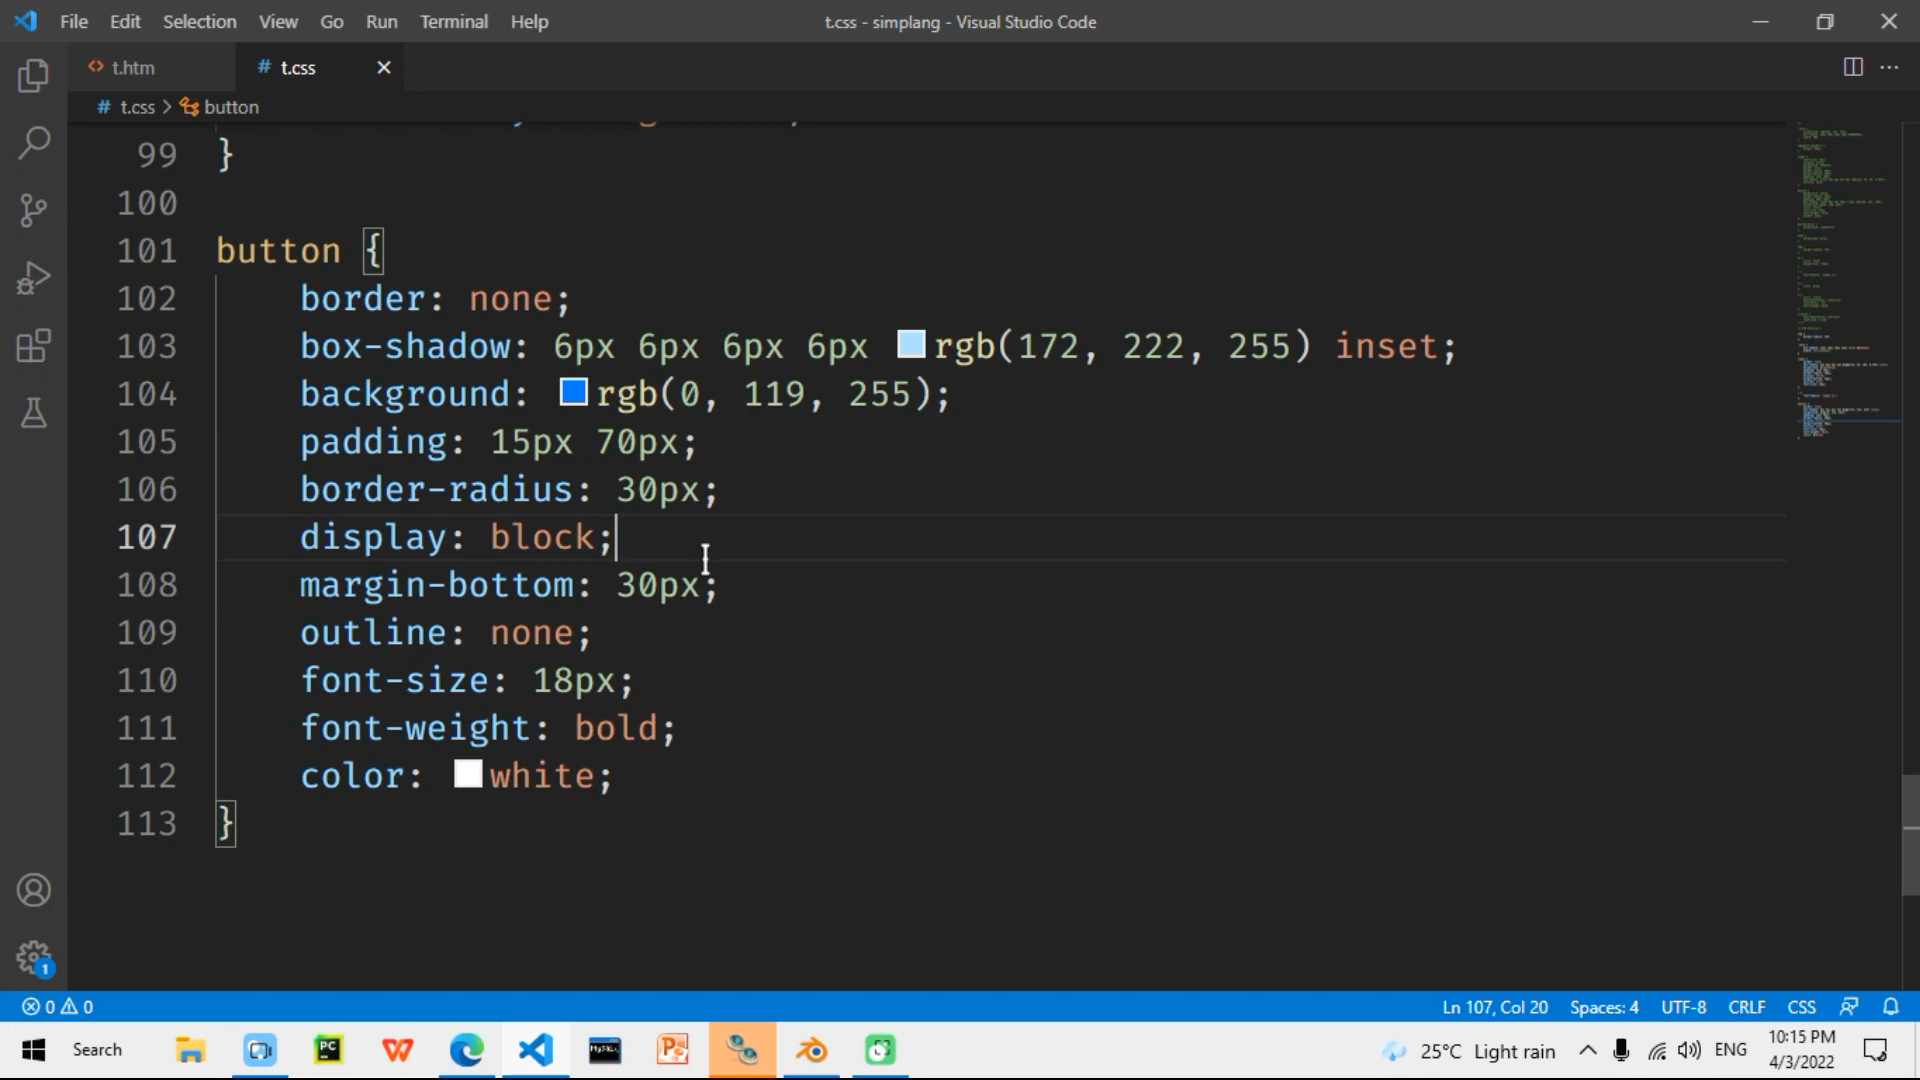 File Edit Selection View Go Run Terminal Help t.css - simplang - Visual Studio Code
t.htm # t.css
# t.css > button
99 }
100
101 button {
102 border: none;
103 box-shadow: 6px 6px 6px 6px rgb(172, 222, 255) inset;
104 background: rgb(0, 119, 255);
105 padding: 15px 70px;
106 border-radius: 30px;
107 display: block;
108 margin-bottom: 30px;
109 outline: none;
110 font-size: 18px;
111 font-weight: bold;
112 color: white;
113 }
1
0 0 Ln 107, Col 20 Spaces: 4 UTF-8 CRLF CSS
Search PC W MySQL P 25°C Light rain ENG 10:15 PM
4/3/2022